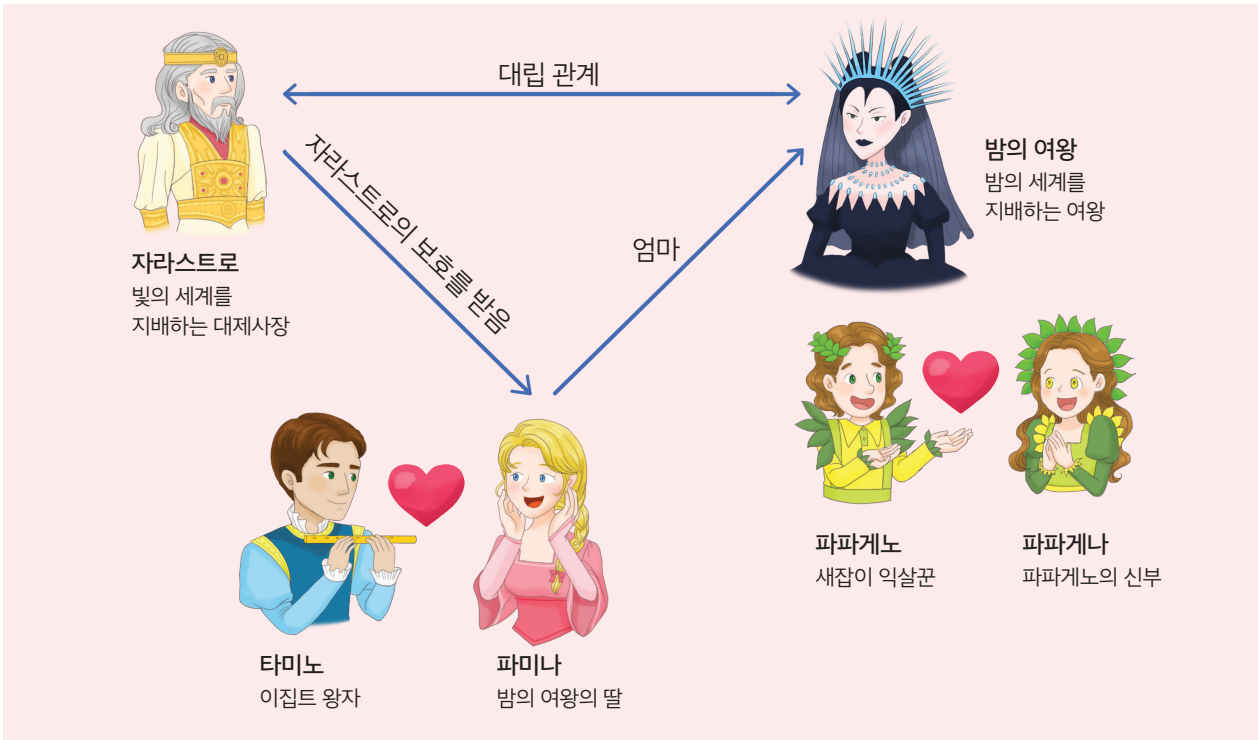 대립 관계
자라스트로의 보호를 받음
엄마
자라스트로
빛의 세계를
지배하는 대제사장
밤의 여왕
밤의 세계를
지배하는 여왕
타미노
이집트 왕자
파미나
밤의 여왕의 딸
파파게노
새잡이 익살꾼
파파게나
파파게노의 신부